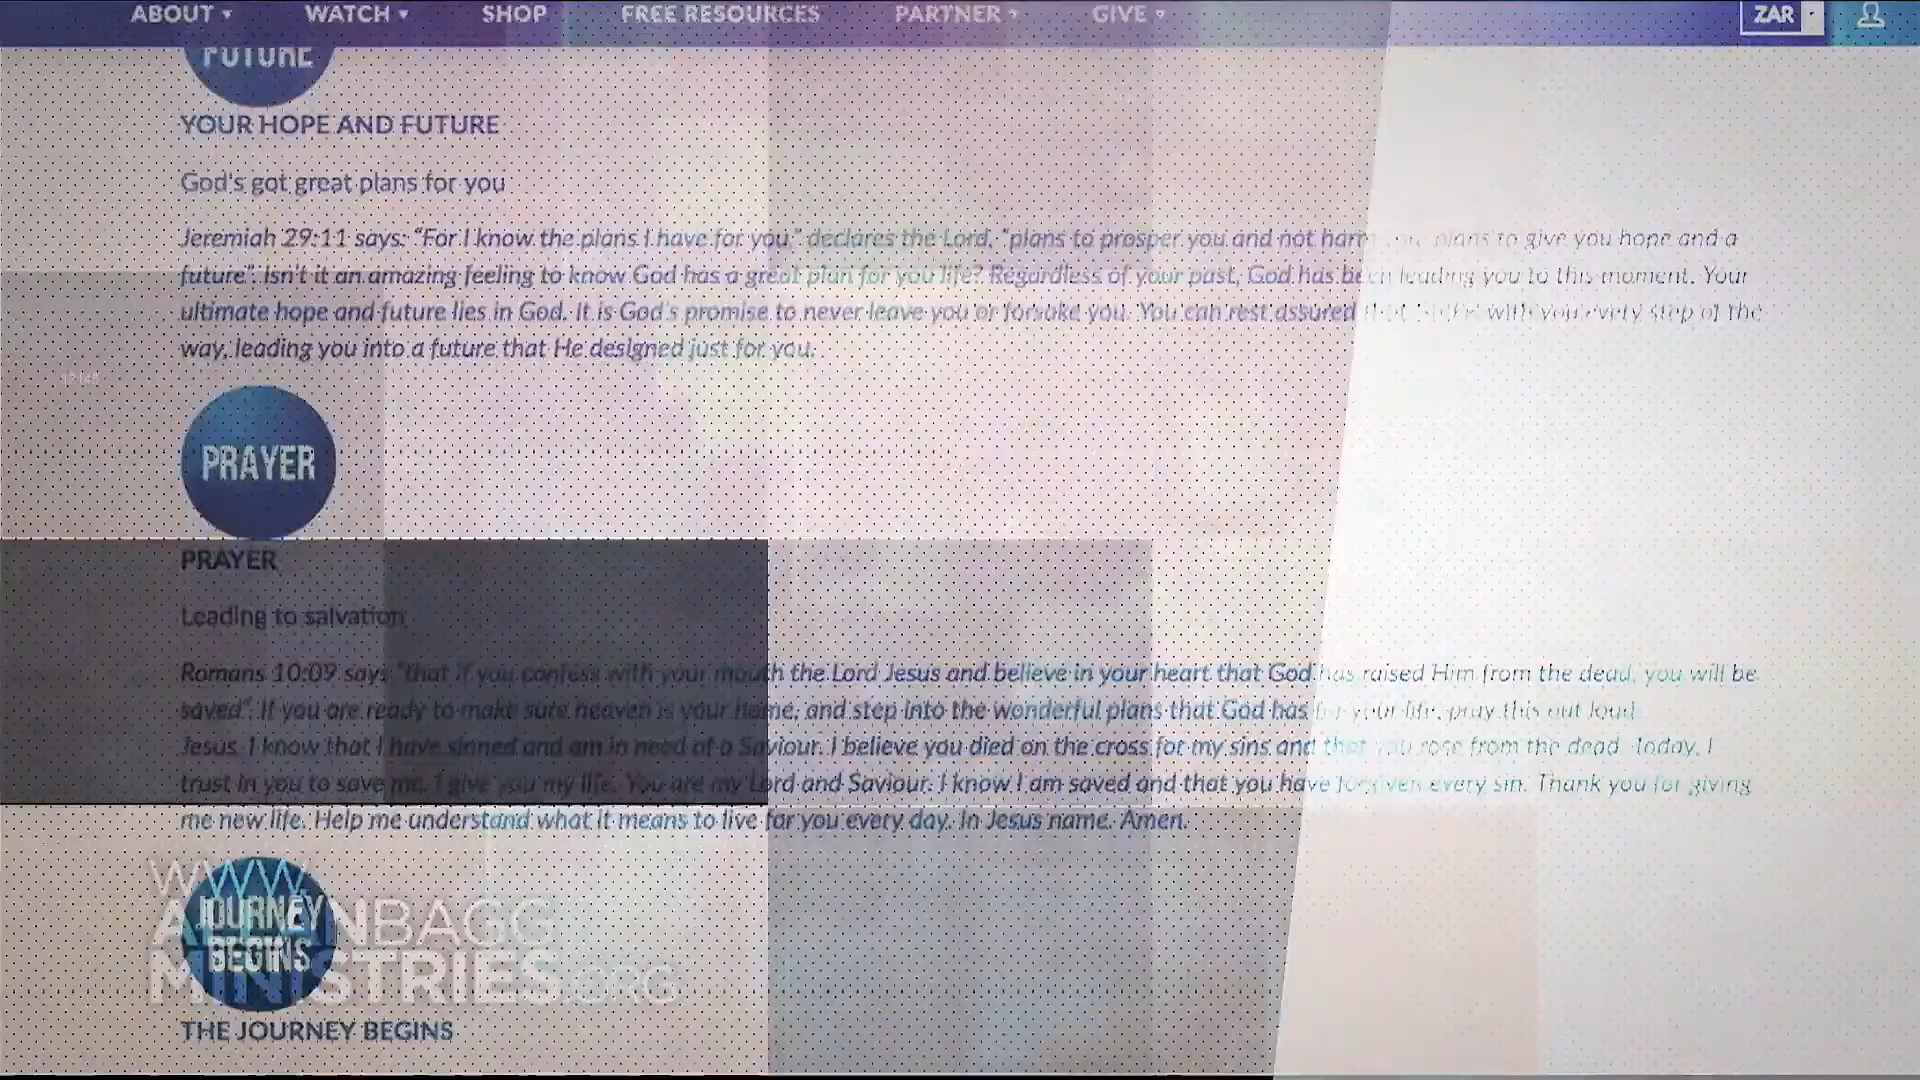 ABOUT WATCH SHOP FREE RESOURCES PARTNER GIVE ZAR
FUTURE
YOUR HOPE AND FUTURE
God's got great plans for you
Jeremiah 29:11 says: "For I know the plans I have for you," declares the Lord, "plans to prosper you and not harm plans to give you hope and a
future". Isn't it an amazing feeling to know God has a great plan for you life? Regardless of your past, God has been leading you to this moment. Your
ultimate hope and future lies in God. It is God's promise to never leave you or forsake you. You can rest assured that with you every step of the
way, leading you into a future that He designed just for you.
PRAYER
PRAYER
Leading to salvation
Romans 10:09 says "that if you confess with your mouth the Lord Jesus and believe in your heart that God has raised Him from the dead, you will be
saved". If you are ready to make sure heaven is your home, and step into the wonderful plans that God has for your life, pray this out loud
Jesus, I know that I have sinned and am in need of a Saviour. I believe you died on the cross for my sins and that you rose from the dead. Today, I
trust in you to save me. I give you my life. You are my Lord and Saviour. I know I am saved and that you have forgiven every sin. Thank you for giving
me new life. Help me understand what it means to live for you every day. In Jesus name. Amen.
WWW.
JOURNEY
BEGINS
BAGG
MINISTRIES.ORG
THE JOURNEY BEGINS